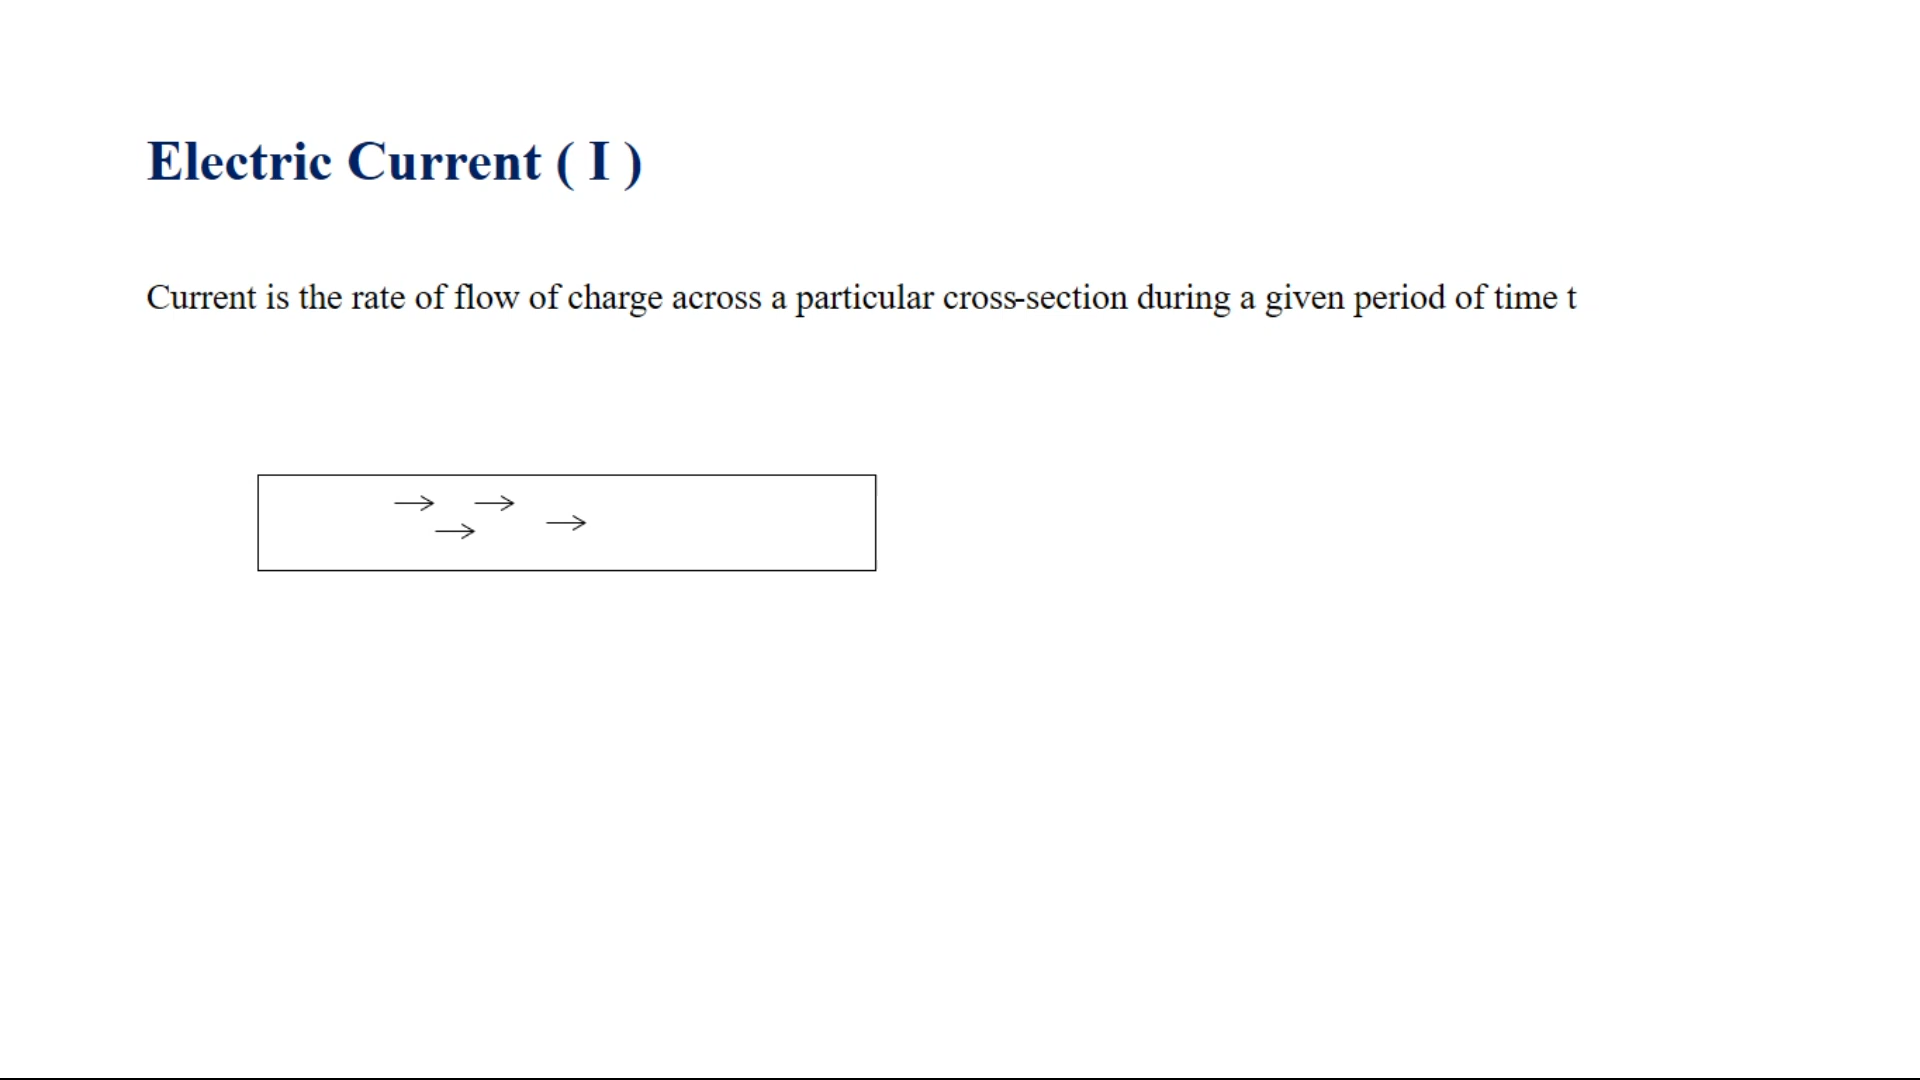 Electric Current ( I )
Current is the rate of flow of charge across a particular cross-section during a given period of time t